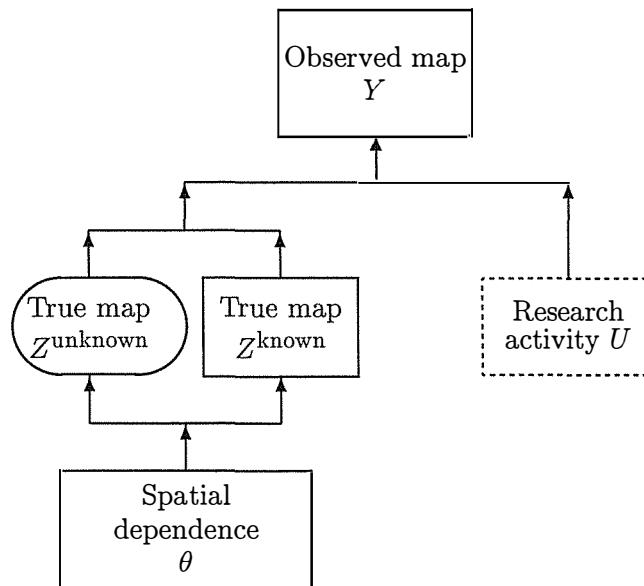 Observed map
Y
True map
Z^unknown
True map
Z^known
Research
activity U
Spatial
dependence
θ